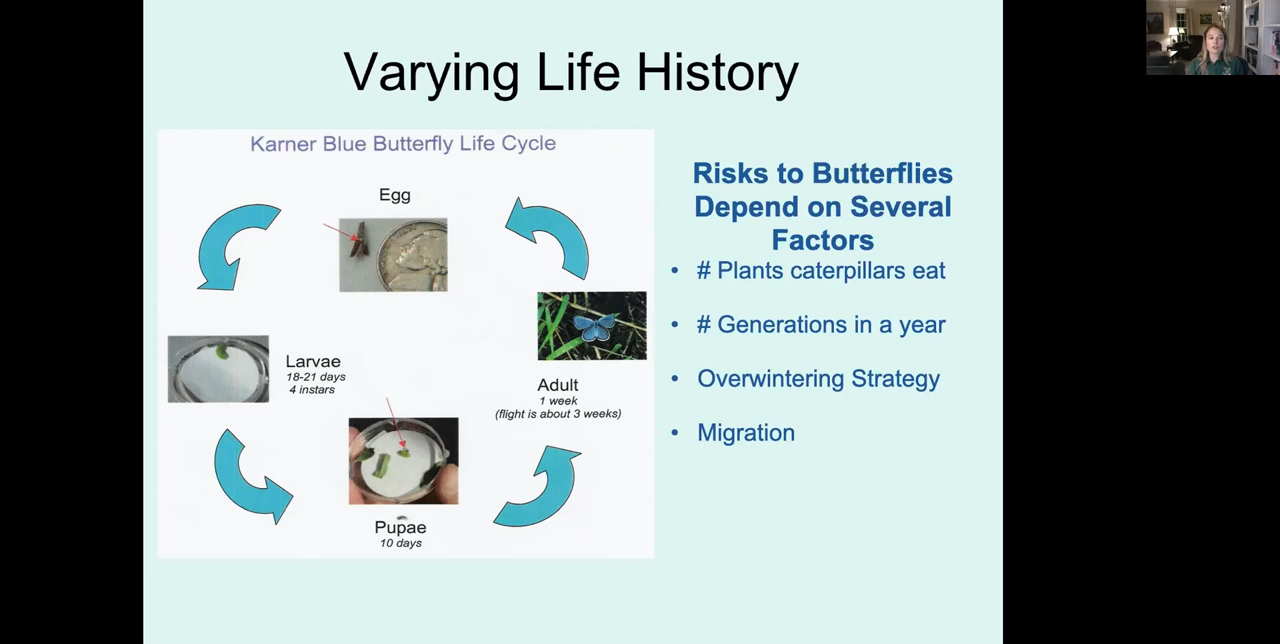 Varying Life History
Karner Blue Butterfly Life Cycle
Egg
Larvae
18-21 days
4 instars
Pupae
10 days
Adult
1 week
(flight is about 3 weeks)
Risks to Butterflies
Depend on Several
Factors
• # Plants caterpillars eat
• # Generations in a year
• Overwintering Strategy
• Migration